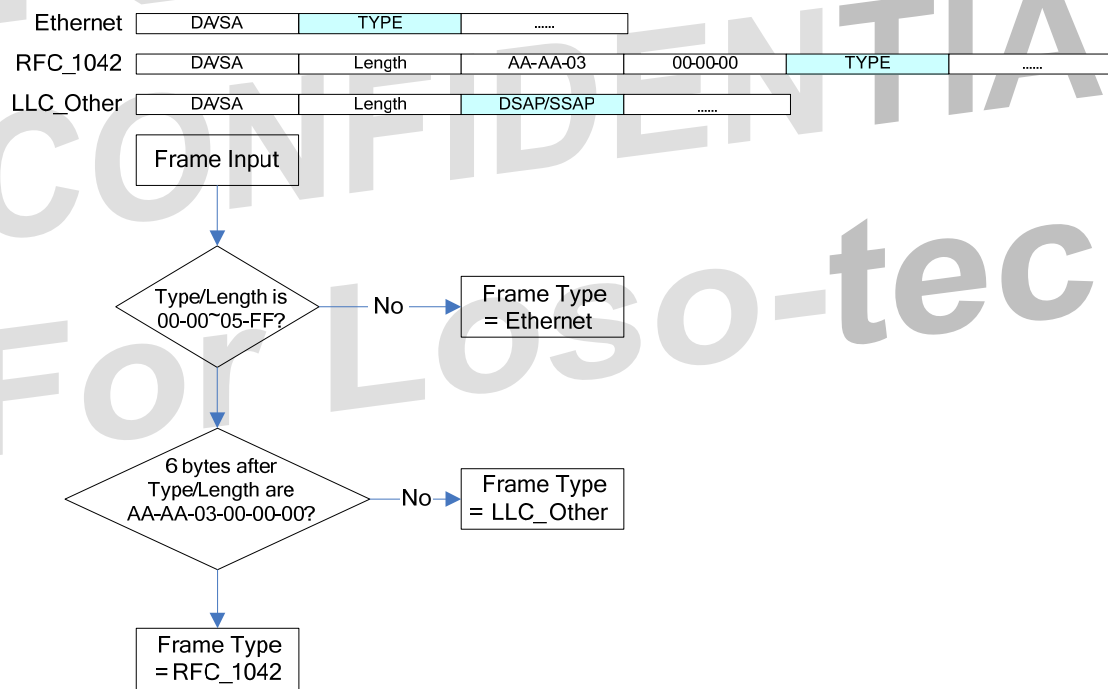 Ethernet DA/SA TYPE ......
RFC_1042 DA/SA Length AA-AA-03 00-00-00 TYPE ......
LLC_Other DA/SA Length DSAP/SSAP ......
CONFIDENTIA
For Loso-tec
Frame Input
Type/Length is
00-00~05-FF?
No
Frame Type
= Ethernet
6 bytes after
Type/Length are
AA-AA-03-00-00-00?
No
Frame Type
= LLC_Other
Frame Type
=RFC_1042